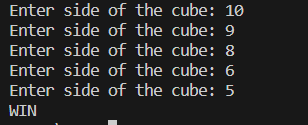 Enter side of the cube: 10
Enter side of the cube: 9
Enter side of the cube: 8
Enter side of the cube: 6
Enter side of the cube: 5
WIN